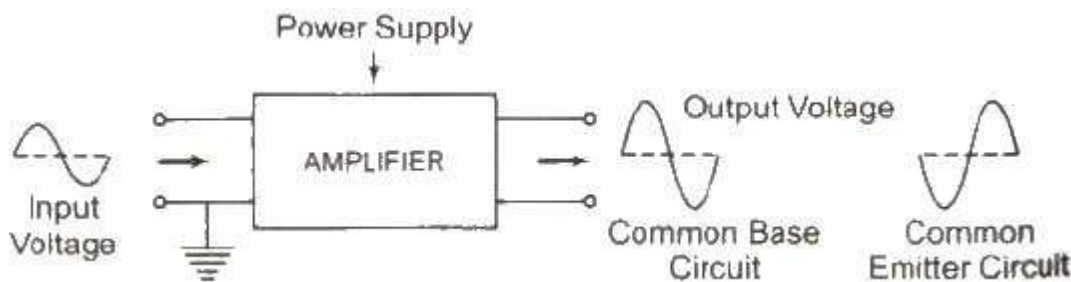 Power Supply
Input
Voltage
AMPLIFIER
Output Voltage
Common Base
Circuit
Common
Emitter Circuit